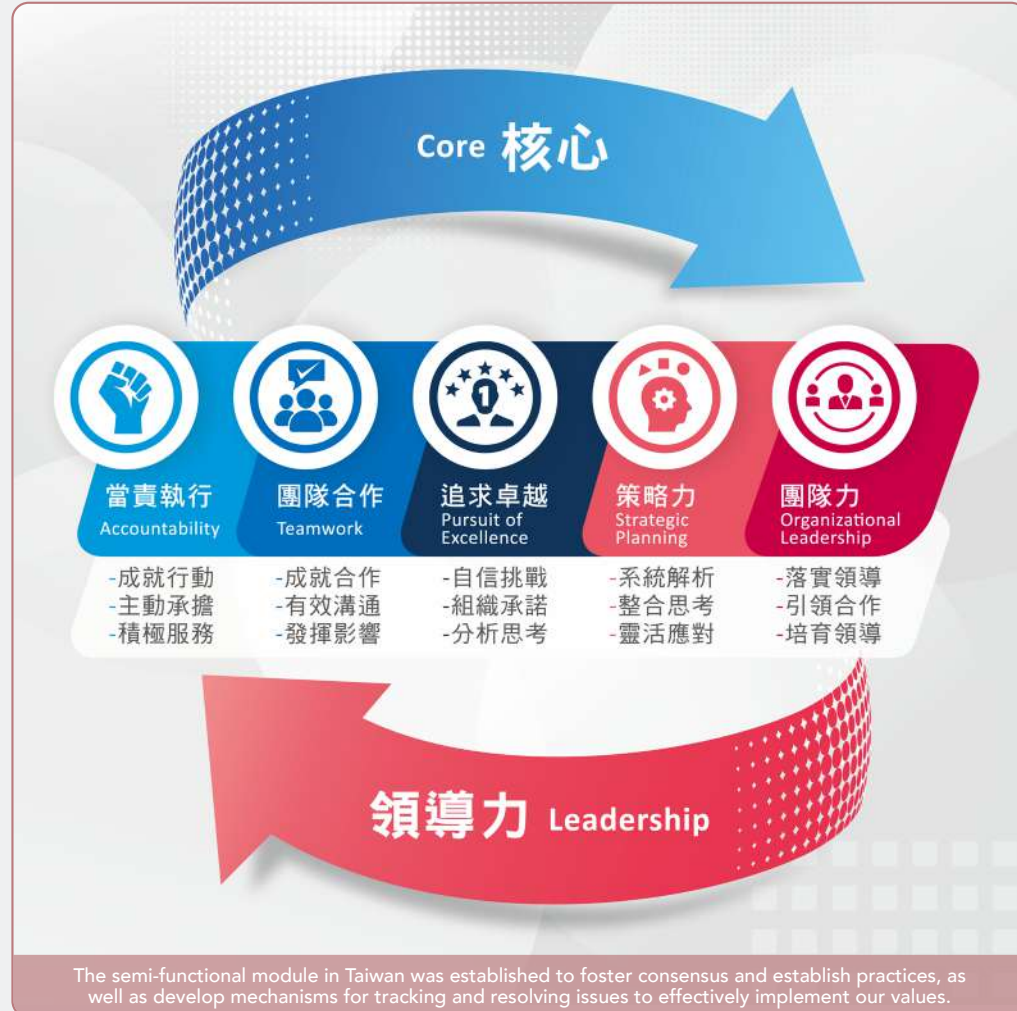 Core 核心
當責執行
Accountability
-成就行動
-主動承擔
-積極服務
團隊合作
Teamwork
-成就合作
-有效溝通
-發揮影響
追求卓越
Pursuit of
Excellence
-自信挑戰
-組織承諾
-分析思考
策略力
Strategic
Planning
-系統解析
-整合思考
-靈活應對
團隊力
Organizational
Leadership
-落實領導
-引領合作
-培育領導
領導力 Leadership
The semi-functional module in Taiwan was established to foster consensus and establish practices, as
well as develop mechanisms for tracking and resolving issues to effectively implement our values.